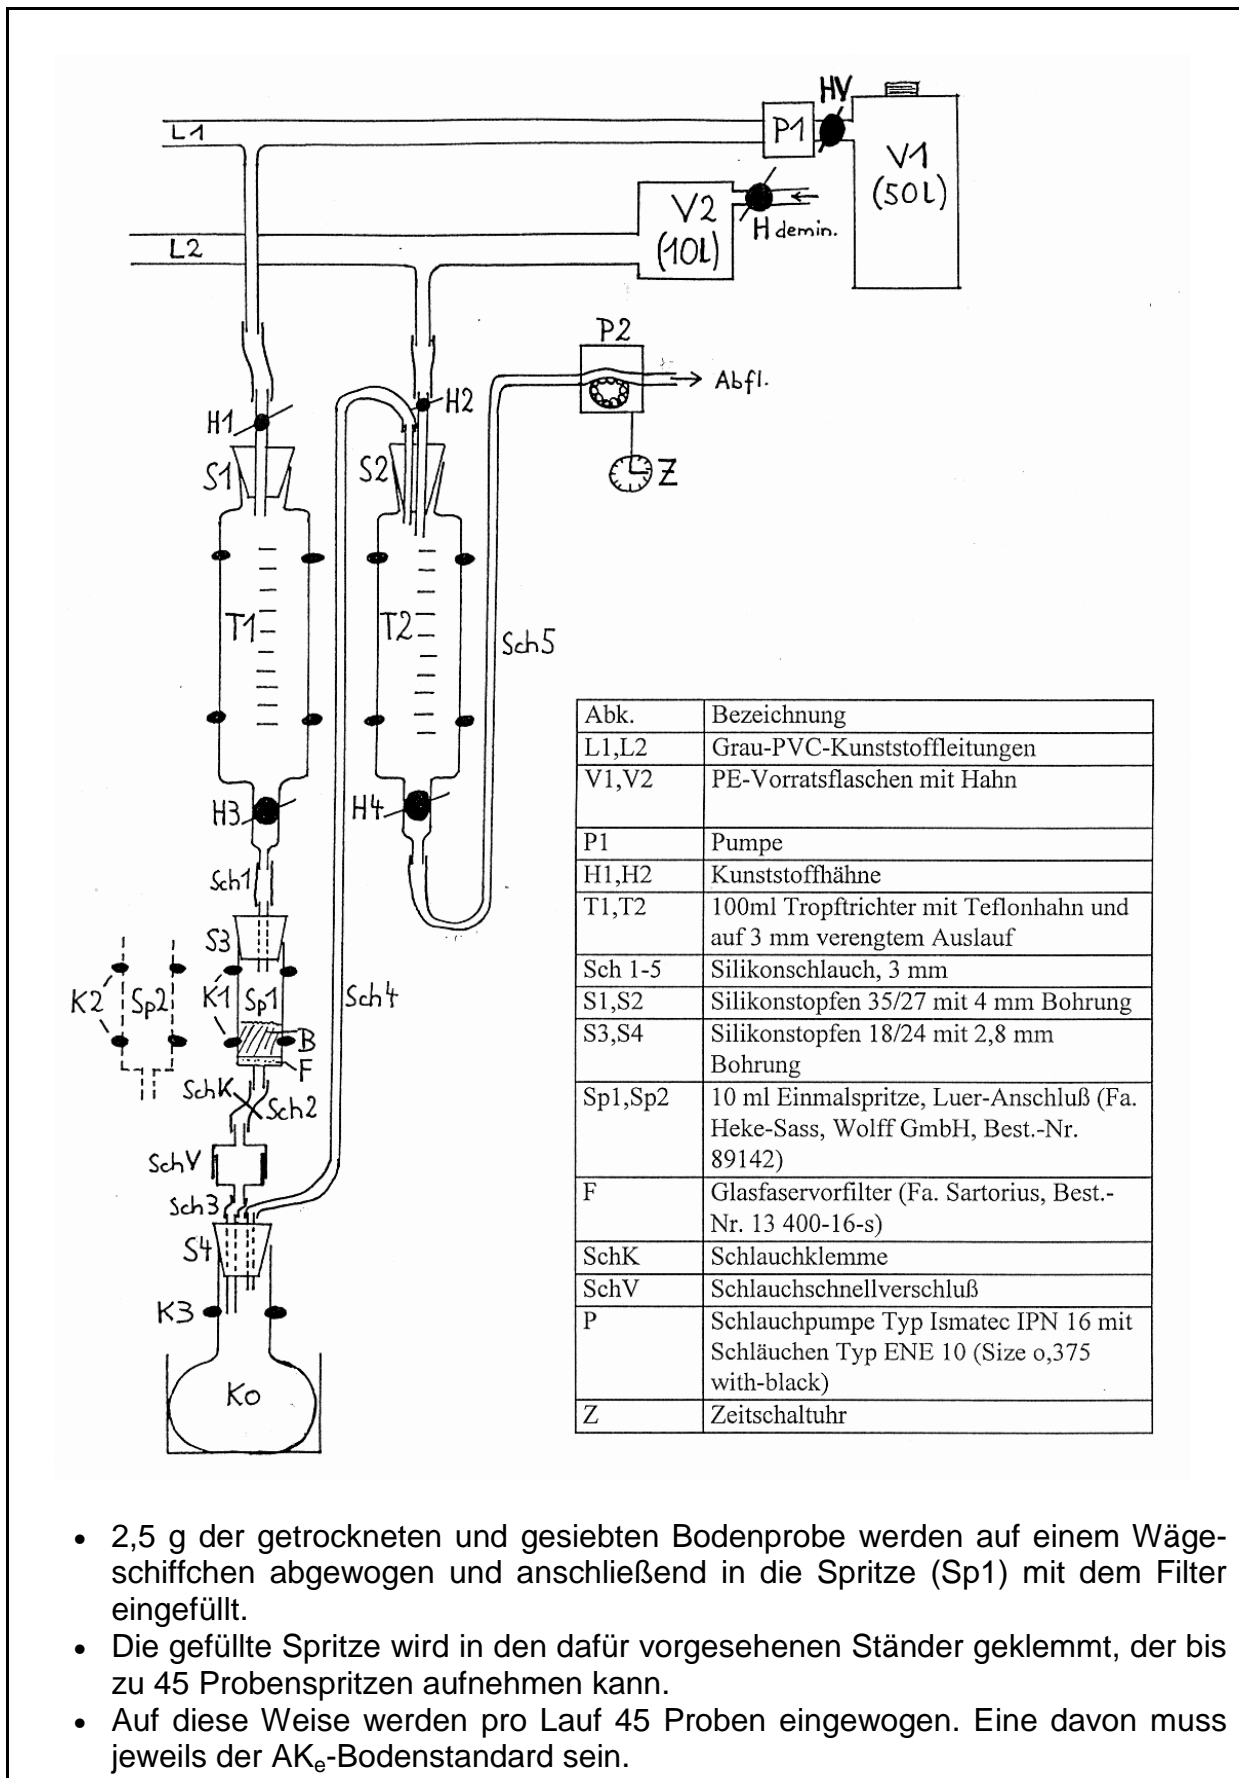 HV
L1
P1
V1
(50L)
V2
(10L)
H demin.
L2
P2
Abfl.
H1
H2
S1
S2
Z
T1
T2
Sch5
H3
H4
Sch1
S3
K2
Sp2
K1
Sp1
Sch4
B
F
SchK
Sch2
SchV
Sch3
S4
K3
Ko
Abk. Bezeichnung
L1,L2 Grau-PVC-Kunststoffleitungen
V1,V2 PE-Vorratsflaschen mit Hahn
P1 Pumpe
H1,H2 Kunststoffhähne
T1,T2 100ml Tropftrichter mit Teflonhahn und
auf 3 mm verengtem Auslauf
Sch 1-5 Silikonschlauch, 3 mm
S1,S2 Silikonstopfen 35/27 mit 4 mm Bohrung
S3,S4 Silikonstopfen 18/24 mit 2,8 mm
Bohrung
Sp1,Sp2 10 ml Einmalspritze, Luer-Anschluß (Fa.
Heke-Sass, Wolff GmbH, Best.-Nr.
89142)
F Glasfaservorfilter (Fa. Sartorius, Best.-
Nr. 13 400-16-s)
SchK Schlauchklemme
SchV Schlauchschnellverschluß
P Schlauchpumpe Typ Ismatec IPN 16 mit
Schläuchen Typ ENE 10 (Size o,375
with-black)
Z Zeitschaltuhr
• 2,5 g der getrockneten und gesiebten Bodenprobe werden auf einem Wäge-
schiffchen abgewogen und anschließend in die Spritze (Sp1) mit dem Filter
eingefüllt.
• Die gefüllte Spritze wird in den dafür vorgesehenen Ständer geklemmt, der bis
zu 45 Probenspritzen aufnehmen kann.
• Auf diese Weise werden pro Lauf 45 Proben eingewogen. Eine davon muss
jeweils der AKe-Bodenstandard sein.